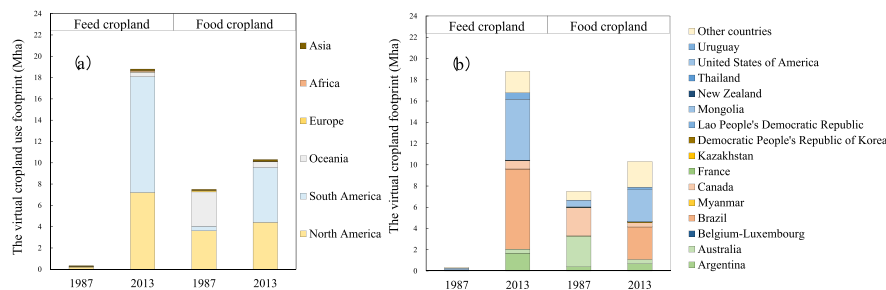 Feed cropland Food cropland
(a)
The virtual cropland use footprint (Mha)
24
22
20
18
16
14
12
10
8
6
4
2
0
1987 2013 1987 2013
Asia
Africa
Europe
Oceania
South America
North America
Feed cropland Food cropland
(b)
The virtual cropland footprint (Mha)
24
22
20
18
16
14
12
10
8
6
4
2
0
1987 2013 1987 2013
Other countries
Uruguay
United States of America
Thailand
New Zealand
Mongolia
Lao People's Democratic Republic
Democratic People's Republic of Korea
Kazakhstan
France
Canada
Myanmar
Brazil
Belgium-Luxembourg
Australia
Argentina